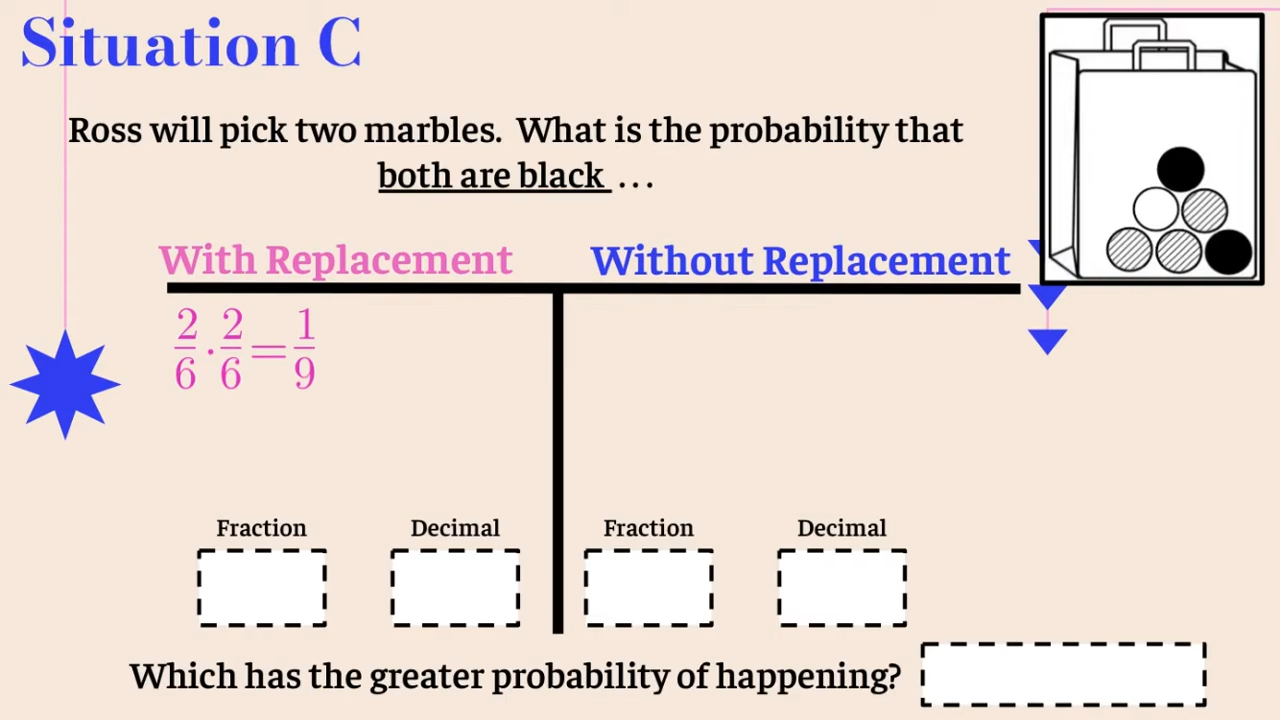 Situation C
Ross will pick two marbles. What is the probability that
both are black ...
With Replacement
Without Replacement
2/6 · 2/6 = 1/9
Fraction
Decimal
Fraction
Decimal
Which has the greater probability of happening?